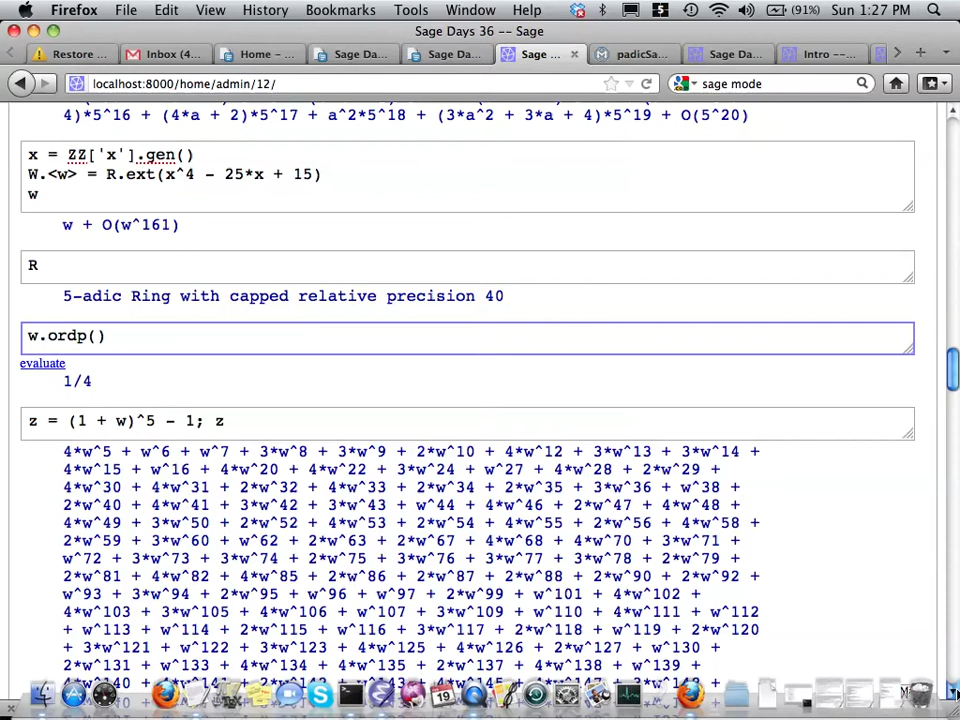 Firefox File Edit View History Bookmarks Tools Window Help (91%) Sun 1:27 PM
Sage Days 36 -- Sage
Restore ... Inbox (4... Home - ... Sage Da... Sage Da... Sage ... padicSa... Sage Da... Intro --...
localhost:8000/home/admin/12/ sage mode
4)*5^16 + (4*a + 2)*5^17 + a^2*5^18 + (3*a^2 + 3*a + 4)*5^19 + O(5^20)
x = ZZ['x'].gen()
W.<w> = R.ext(x^4 - 25*x + 15)
w
w + O(w^161)
R
5-adic Ring with capped relative precision 40
w.ordp()
evaluate
1/4
z = (1 + w)^5 - 1; z
4*w^5 + w^6 + w^7 + 3*w^8 + 3*w^9 + 2*w^10 + 4*w^12 + 3*w^13 + 3*w^14 +
4*w^15 + w^16 + 4*w^20 + 4*w^22 + 3*w^24 + w^27 + 4*w^28 + 2*w^29 +
4*w^30 + 4*w^31 + 2*w^32 + 4*w^33 + 2*w^34 + 2*w^35 + 3*w^36 + w^38 +
2*w^40 + 4*w^41 + 3*w^42 + 3*w^43 + w^44 + 4*w^46 + 2*w^47 + 4*w^48 +
4*w^49 + 3*w^50 + 2*w^52 + 4*w^53 + 2*w^54 + 4*w^55 + 2*w^56 + 4*w^58 +
2*w^59 + 3*w^60 + w^62 + 2*w^63 + 2*w^67 + 4*w^68 + 4*w^70 + 3*w^71 +
w^72 + 3*w^73 + 3*w^74 + 2*w^75 + 3*w^76 + 3*w^77 + 3*w^78 + 2*w^79 +
2*w^81 + 4*w^82 + 4*w^85 + 2*w^86 + 2*w^87 + 2*w^88 + 2*w^90 + 2*w^92 +
w^93 + 3*w^94 + 2*w^95 + w^96 + w^97 + 2*w^99 + w^101 + 4*w^102 +
4*w^103 + 3*w^105 + 4*w^106 + w^107 + 3*w^109 + w^110 + 4*w^111 + w^112
+ w^113 + w^114 + 2*w^115 + w^116 + 3*w^117 + 2*w^118 + w^119 + 2*w^120
+ 3*w^121 + w^122 + 3*w^123 + 4*w^125 + 4*w^126 + 2*w^127 + w^130 +
2*w^131 + w^133 + 4*w^134 + 4*w^135 + 2*w^137 + 4*w^138 + w^139 +